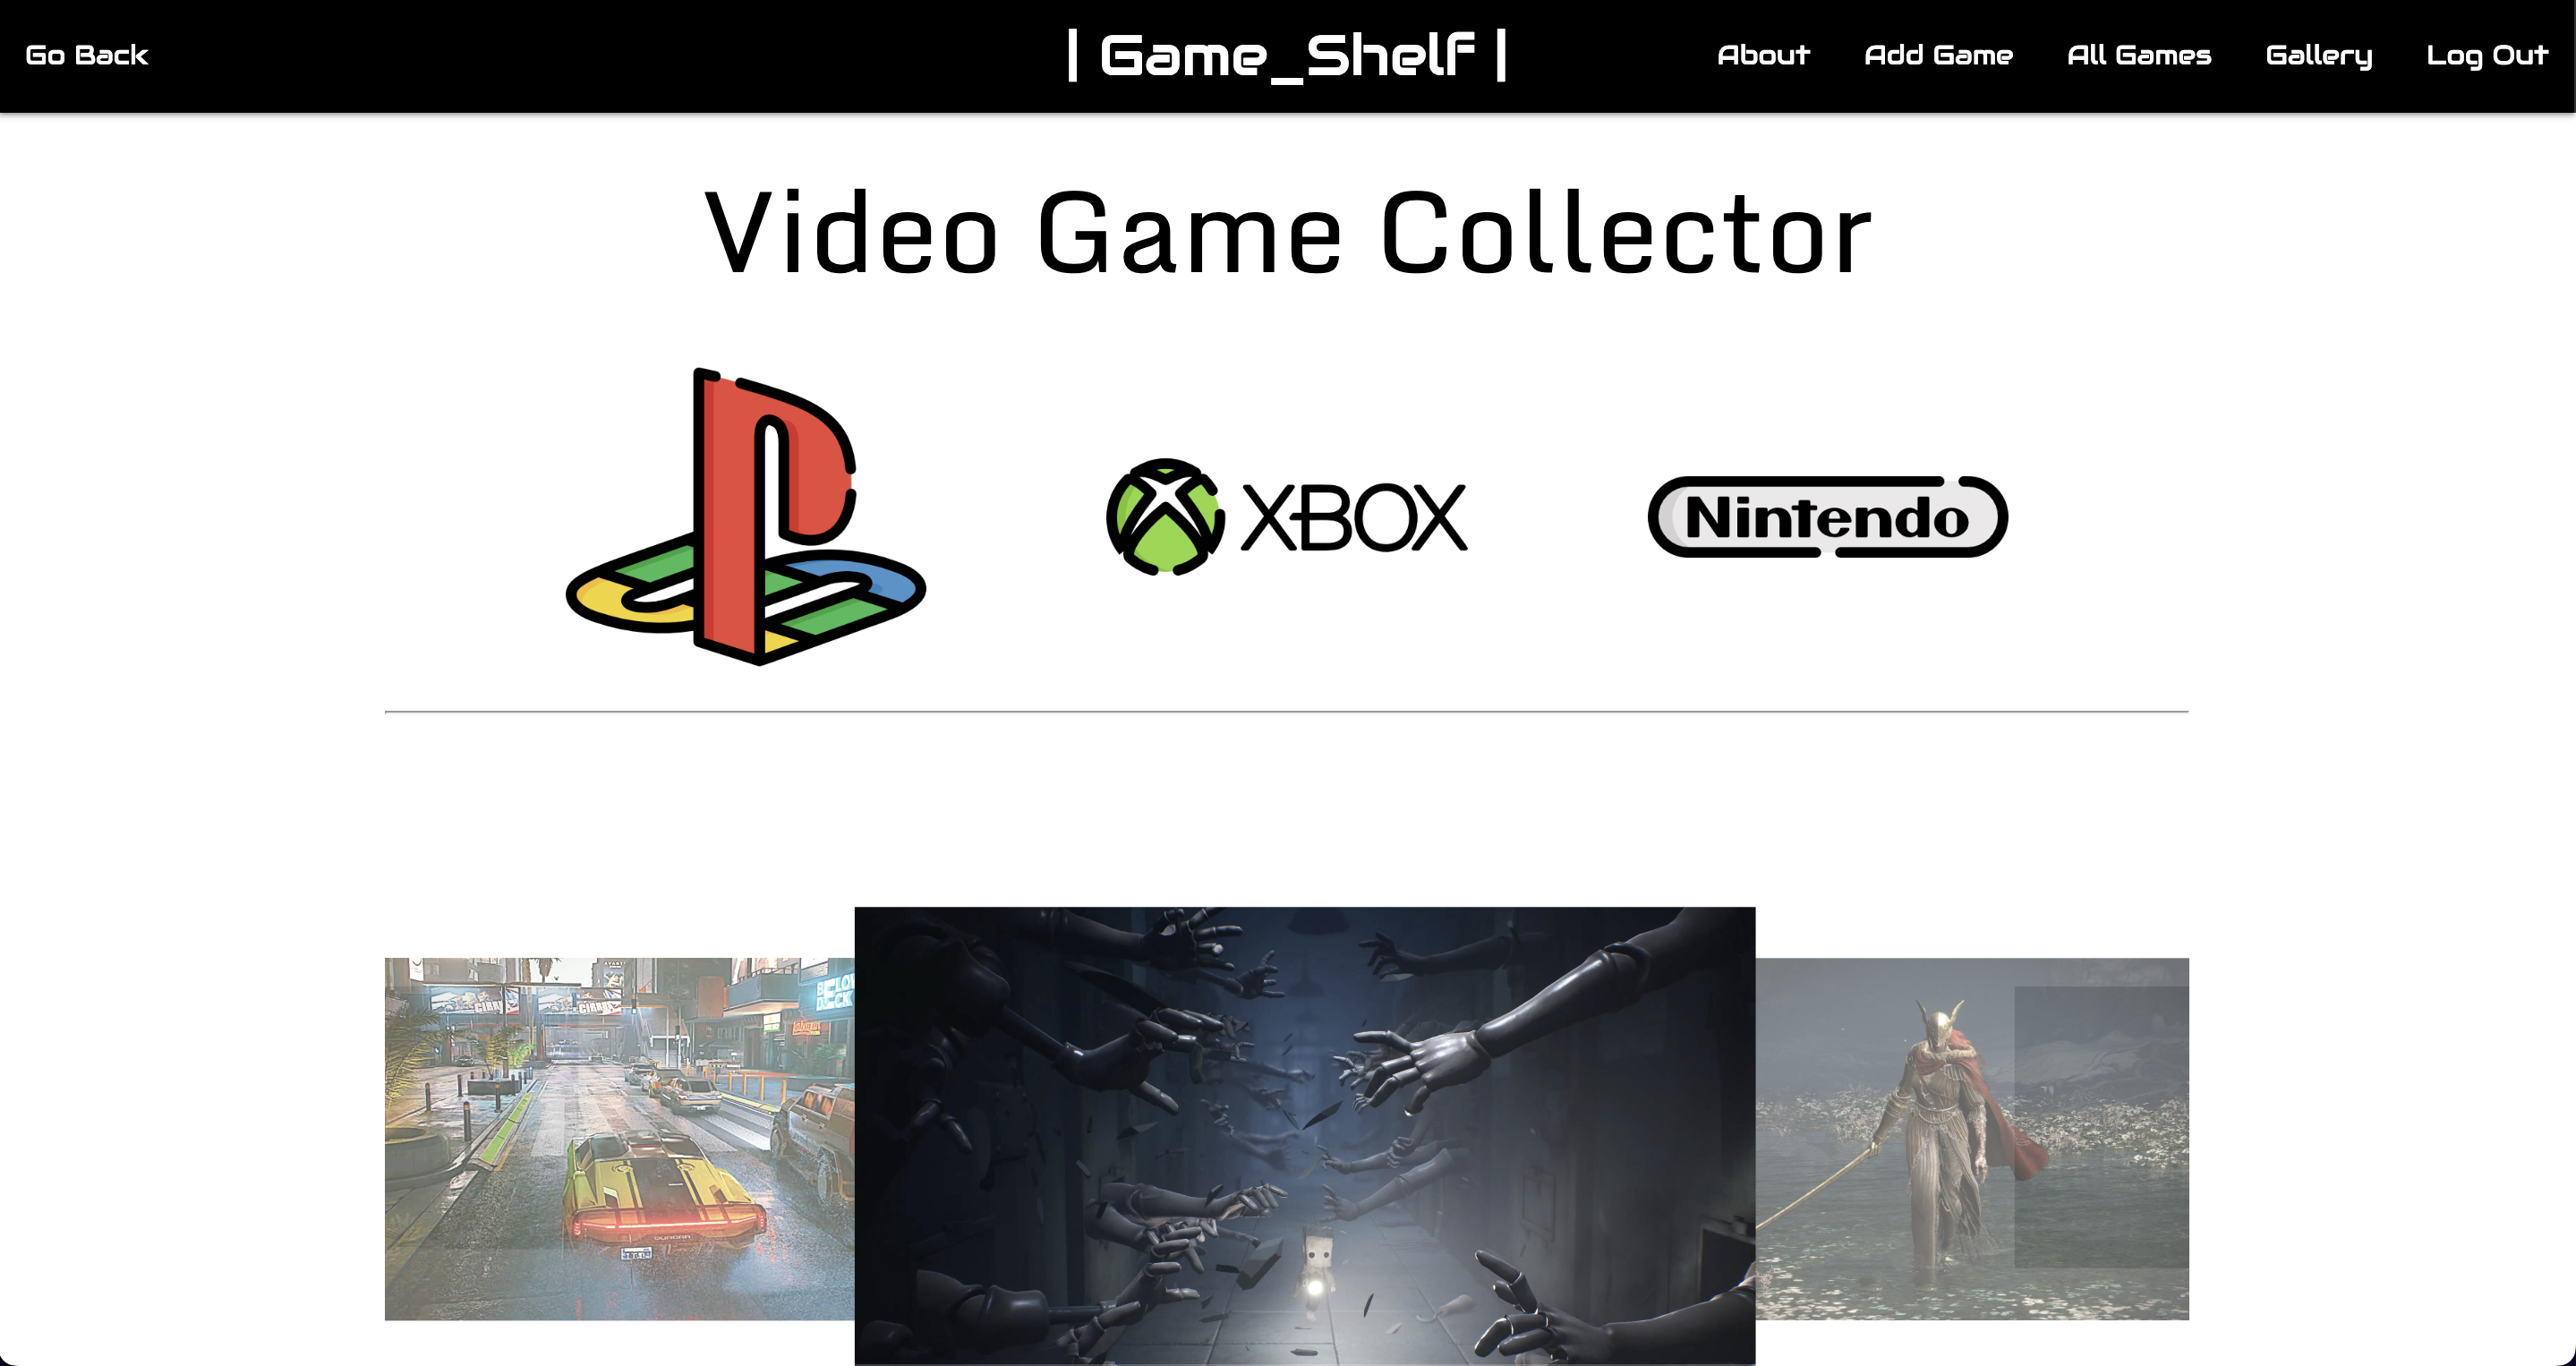 Go Back
| Game_Shelf |
About
Add Game
All Games
Gallery
Log Out
Video Game Collector
XBOX
Nintendo